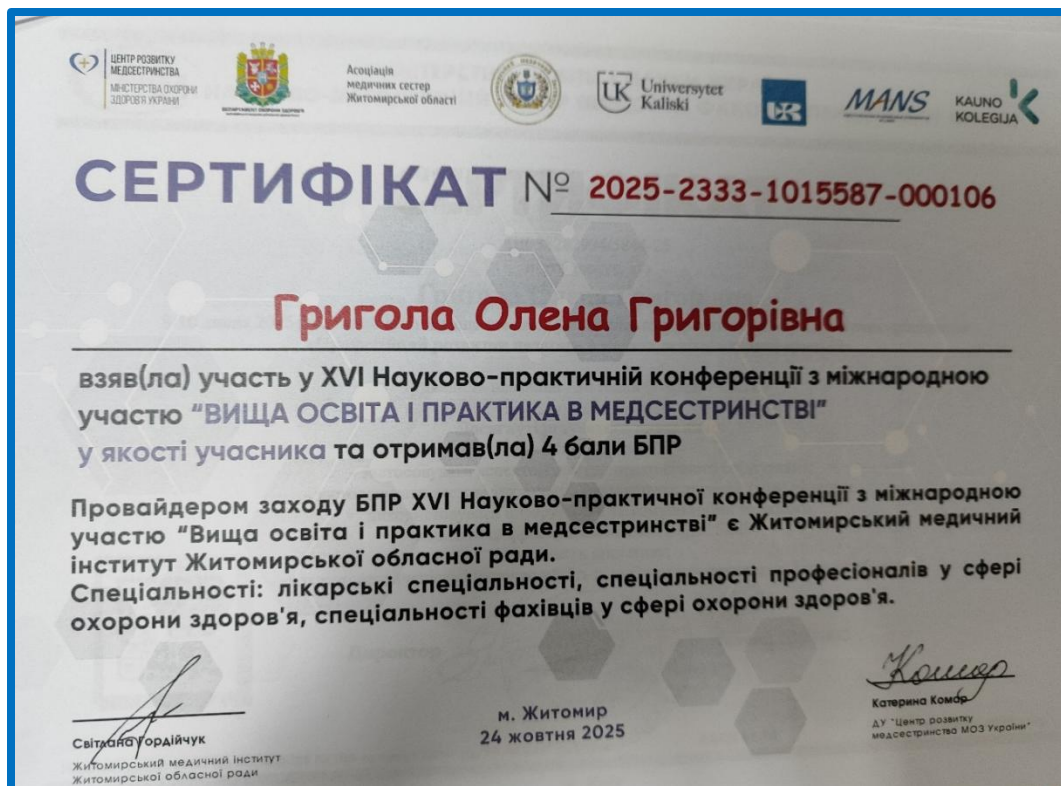 ЦЕНТР РОЗВИТКУ
МЕДСЕСТРИНСТВА
МІНІСТЕРСТВА ОХОРОНИ
ЗДОРОВ'Я УКРАЇНИ
ДЕПАРТАМЕНТ ОХОРОНИ ЗДОРОВ'Я
Асоціація
медичних сестер
Житомирської області
UK Uniwersytet
Kaliski
MANS
KAUNO
KOLEGIJA
СЕРТИФІКАТ № 2025-2333-1015587-000106
Григола Олена Григорівна
взяв(ла) участь у XVI Науково-практичній конференції з міжнародною
участю “ВИЩА ОСВІТА І ПРАКТИКА В МЕДСЕСТРИНСТВІ”
у якості учасника та отримав(ла) 4 бали БПР
Провайдером заходу БПР XVI Науково-практичної конференції з міжнародною
участю “Вища освіта і практика в медсестринстві” є Житомирський медичний
інститут Житомирської обласної ради.
Спеціальності: лікарські спеціальності, спеціальності професіоналів у сфері
охорони здоров'я, спеціальності фахівців у сфері охорони здоров'я.
Світлана Гордійчук
Житомирський медичний інститут
Житомирської обласної ради
м. Житомир
24 жовтня 2025
Комар
Катерина Комар
ДУ "Центр розвитку
медсестринства МОЗ України"